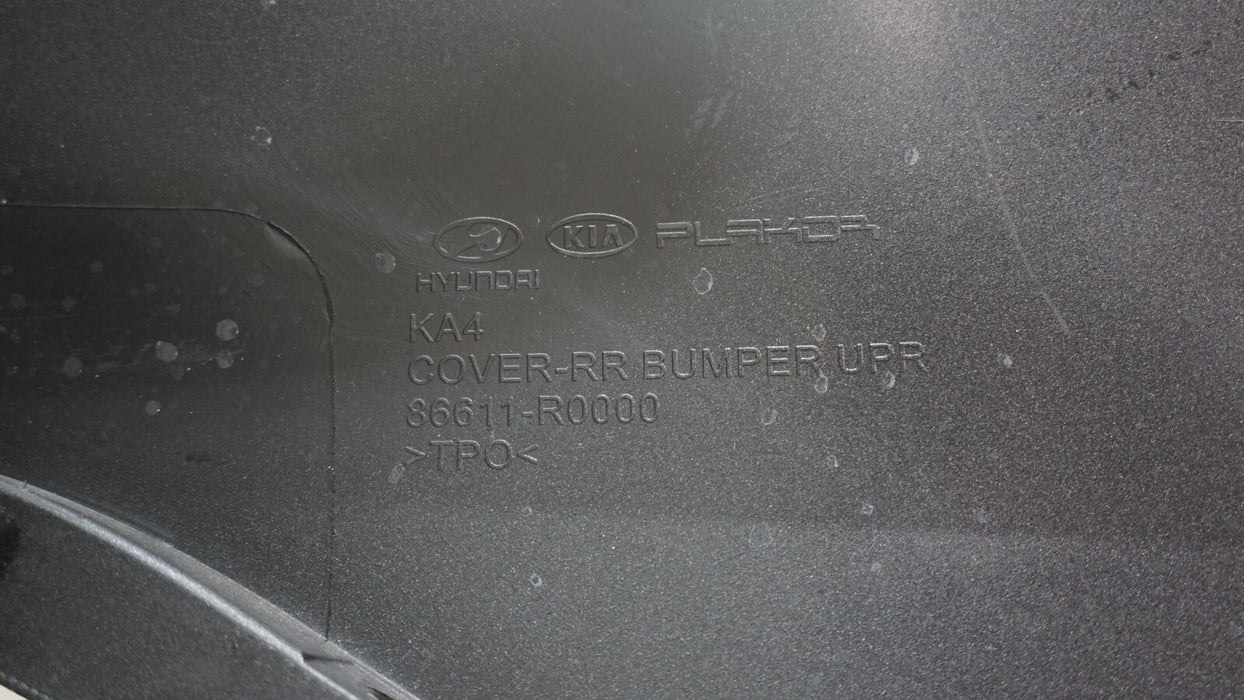 KIA PLAKOR
HYUNDAI
KA4
COVER-RR BUMPER UPR
86611-R0000
>TPO<